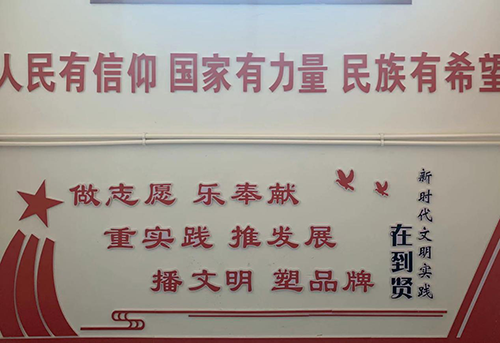 人民有信仰 国家有力量 民族有希望
做志愿 乐奉献
重实践 推发展
播文明 塑品牌
新时代文明实践
在到贤